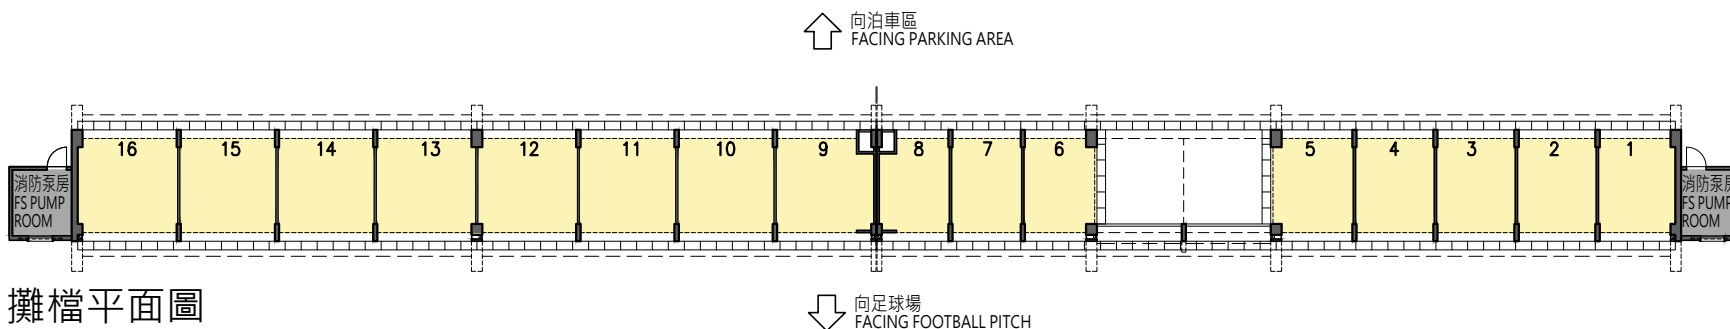 向泊車區
FACING PARKING AREA
16 15 14 13 12 11 10 9 8 7 6 5 4 3 2 1
消防泵房
FS PUMP
ROOM
消防泵房
FS PUMP
ROOM
攤檔平面圖
向足球場
FACING FOOTBALL PITCH